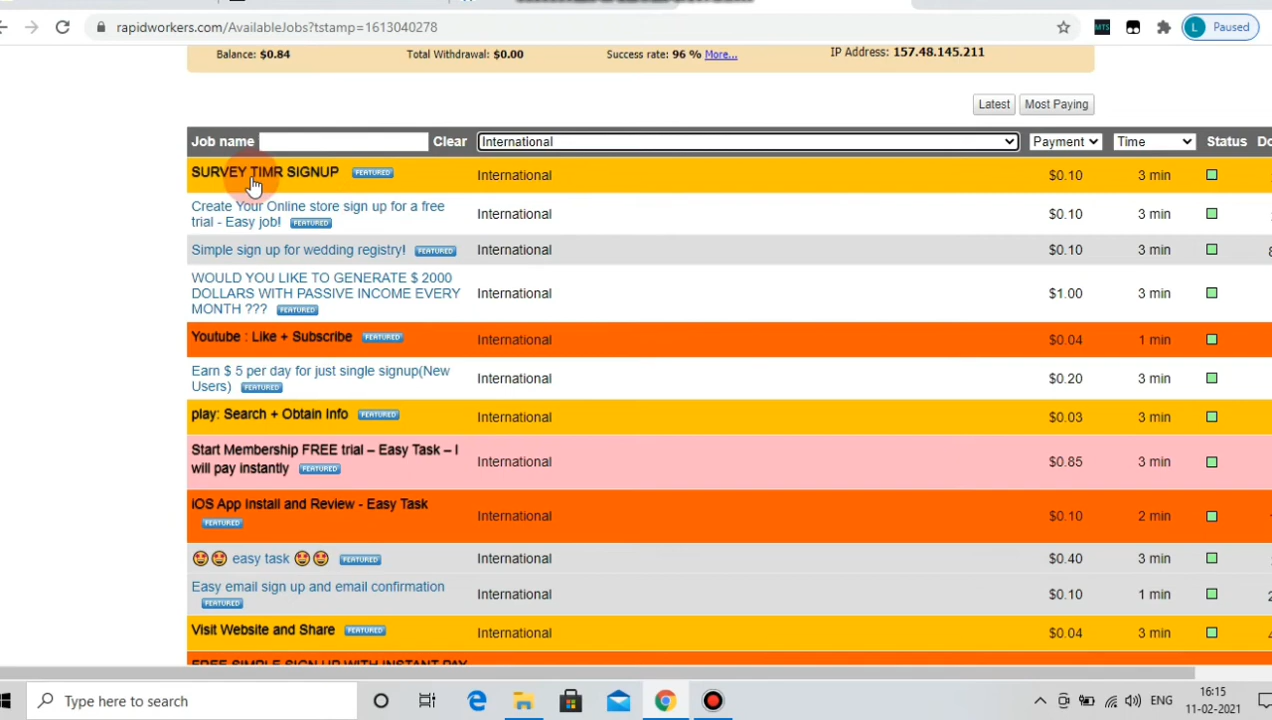 rapidworkers.com/AvailableJobs?tstamp=1613040278
MTS
L Paused
Balance: $0.84 Total Withdrawal: $0.00 Success rate: 96 % More... IP Address: 157.48.145.211
Latest Most Paying
Job name Clear International Payment Time Status
SURVEY TIMR SIGNUP FEATURED International $0.10 3 min
Create Your Online store sign up for a free
trial - Easy job! FEATURED International $0.10 3 min
Simple sign up for wedding registry! FEATURED International $0.10 3 min
WOULD YOU LIKE TO GENERATE $ 2000
DOLLARS WITH PASSIVE INCOME EVERY International $1.00 3 min
MONTH ??? FEATURED
Youtube : Like + Subscribe FEATURED International $0.04 1 min
Earn $ 5 per day for just single signup(New
Users) FEATURED International $0.20 3 min
play: Search + Obtain Info FEATURED International $0.03 3 min
Start Membership FREE trial – Easy Task – I
will pay instantly FEATURED International $0.85 3 min
iOS App Install and Review - Easy Task
FEATURED International $0.10 2 min
easy task FEATURED International $0.40 3 min
Easy email sign up and email confirmation
FEATURED International $0.10 1 min
Visit Website and Share FEATURED International $0.04 3 min
FREE SIMPLE SIGN UP WITH INSTANT PAY
Type here to search ENG 16:15
11-02-2021